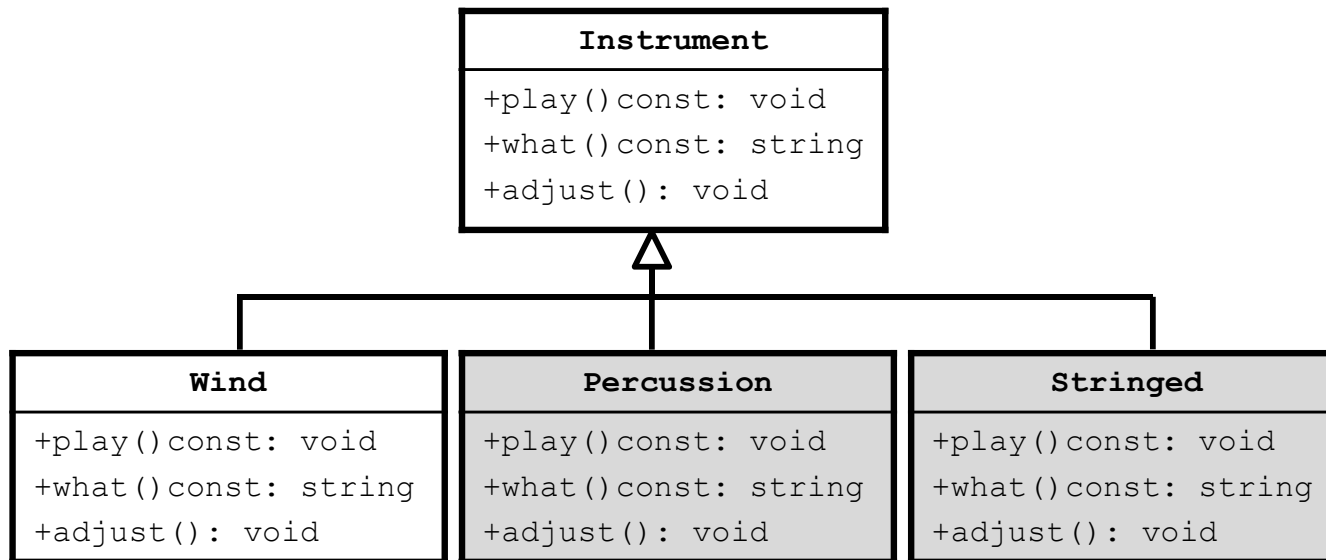 Instrument
+play()const: void
+what()const: string
+adjust(): void
Wind
+play()const: void
+what()const: string
+adjust(): void
Percussion
+play()const: void
+what()const: string
+adjust(): void
Stringed
+play()const: void
+what()const: string
+adjust(): void